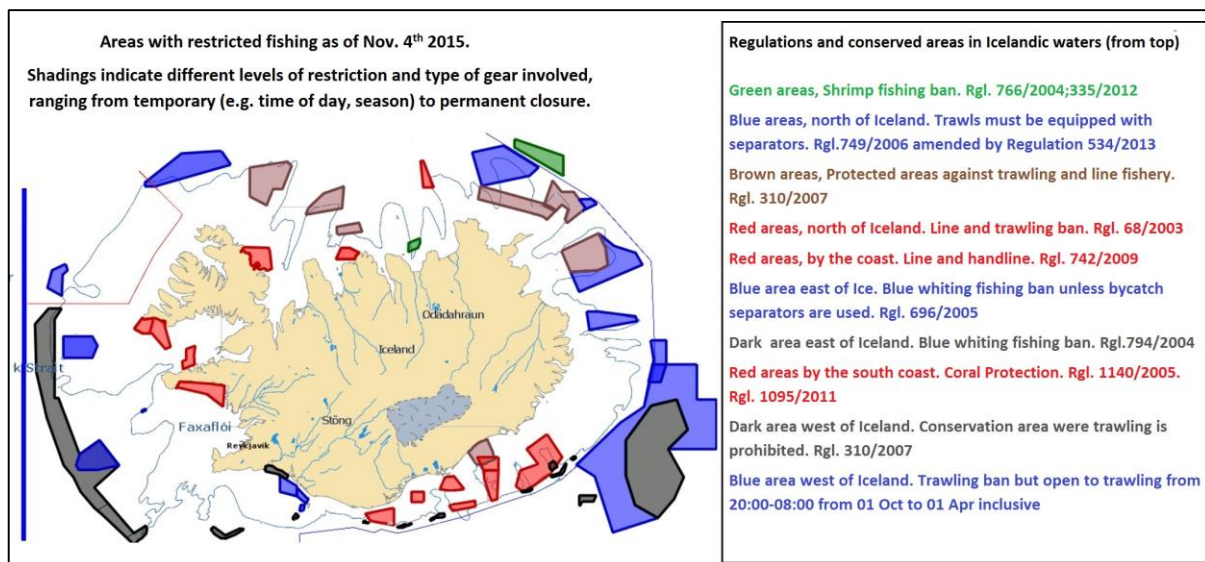 Areas with restricted fishing as of Nov. 4th 2015.
Shadings indicate different levels of restriction and type of gear involved,
ranging from temporary (e.g. time of day, season) to permanent closure.
Odádahraun
Iceland
k Strait
Stöng
Faxaflói
Reykjavík
Regulations and conserved areas in Icelandic waters (from top)
Green areas, Shrimp fishing ban. Rgl. 766/2004;335/2012
Blue areas, north of Iceland. Trawls must be equipped with
separators. Rgl.749/2006 amended by Regulation 534/2013
Brown areas, Protected areas against trawling and line fishery.
Rgl. 310/2007
Red areas, north of Iceland. Line and trawling ban. Rgl. 68/2003
Red areas, by the coast. Line and handline. Rgl. 742/2009
Blue area east of Ice. Blue whiting fishing ban unless bycatch
separators are used. Rgl. 696/2005
Dark area east of Iceland. Blue whiting fishing ban. Rgl.794/2004
Red areas by the south coast. Coral Protection. Rgl. 1140/2005.
Rgl. 1095/2011
Dark area west of Iceland. Conservation area were trawling is
prohibited. Rgl. 310/2007
Blue area west of Iceland. Trawling ban but open to trawling from
20:00-08:00 from 01 Oct to 01 Apr inclusive